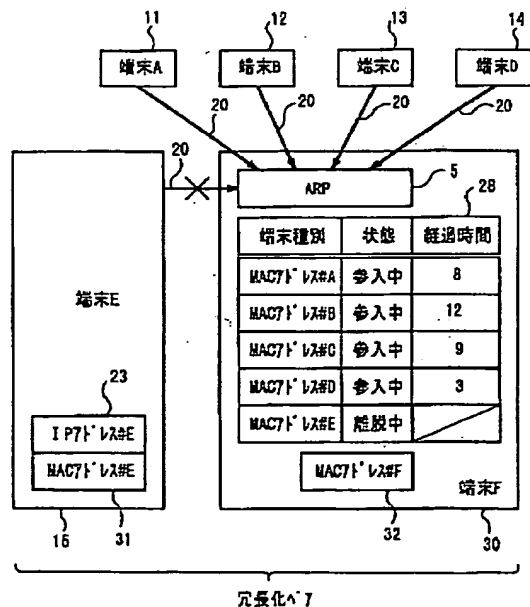 11
12
13
14
端末A
端末B
端末C
端末D
20
20
20
20
20
ARP
5
28
端末種別 状態 経過時間
MACアドレス#A 参入中 8
MACアドレス#B 参入中 12
MACアドレス#C 参入中 9
MACアドレス#D 参入中 3
MACアドレス#E 離脱中
端末E
23
IPアドレス#E
MACアドレス#E
31
16
MACアドレス#F
32
端末F
30
冗長化ペア